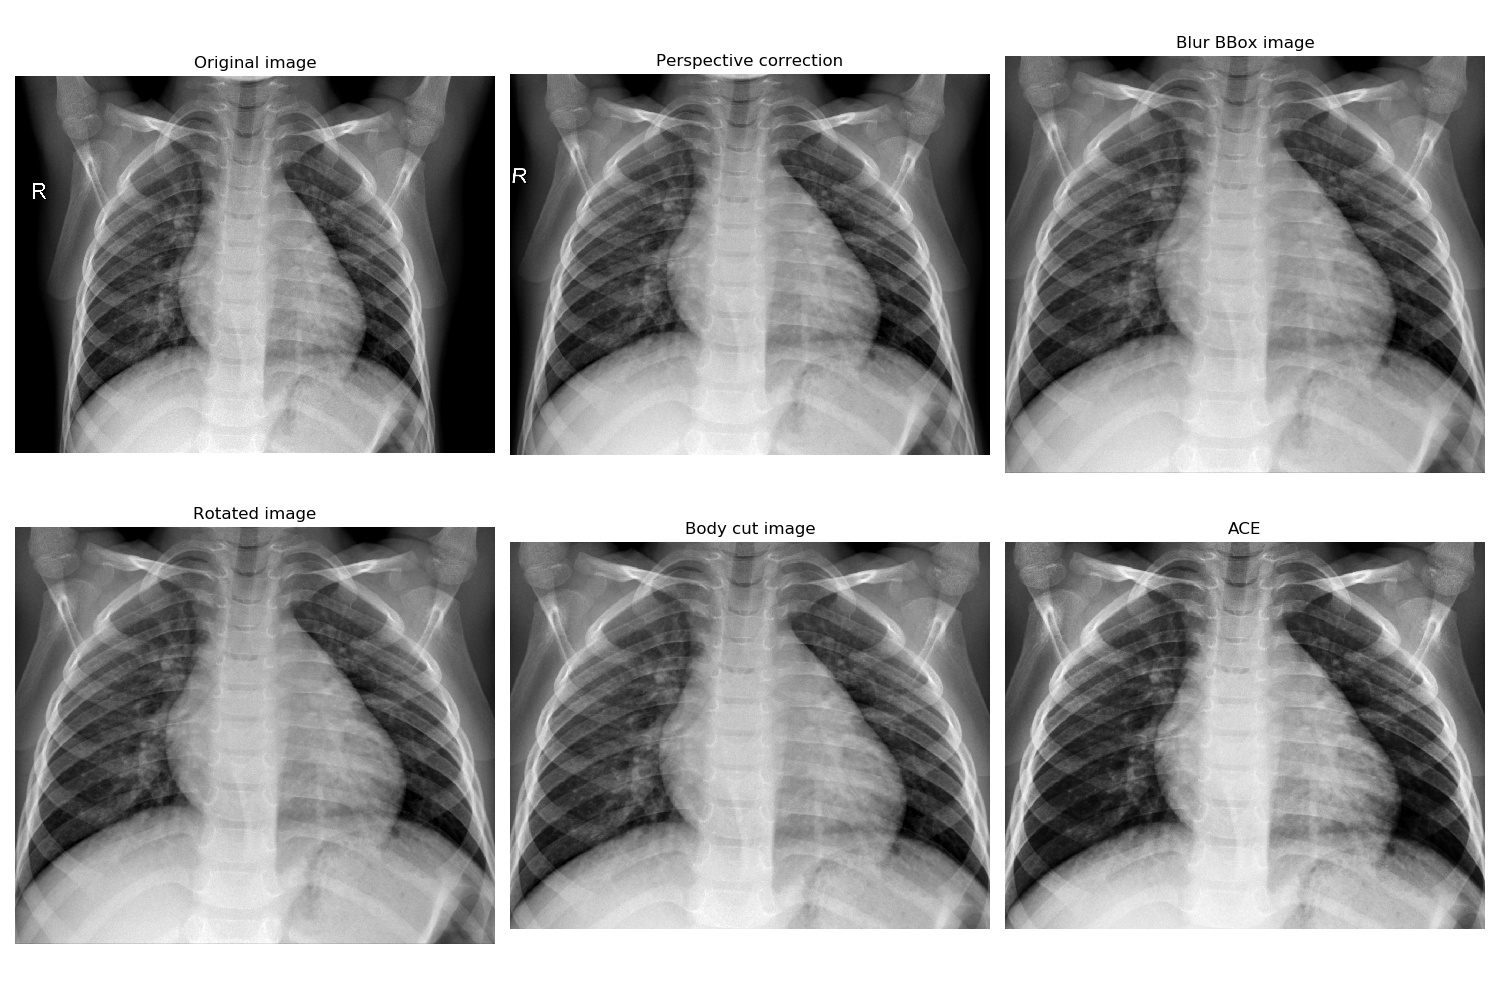 Original image
Perspective correction
Blur BBox image
R
R
Rotated image
Body cut image
ACE